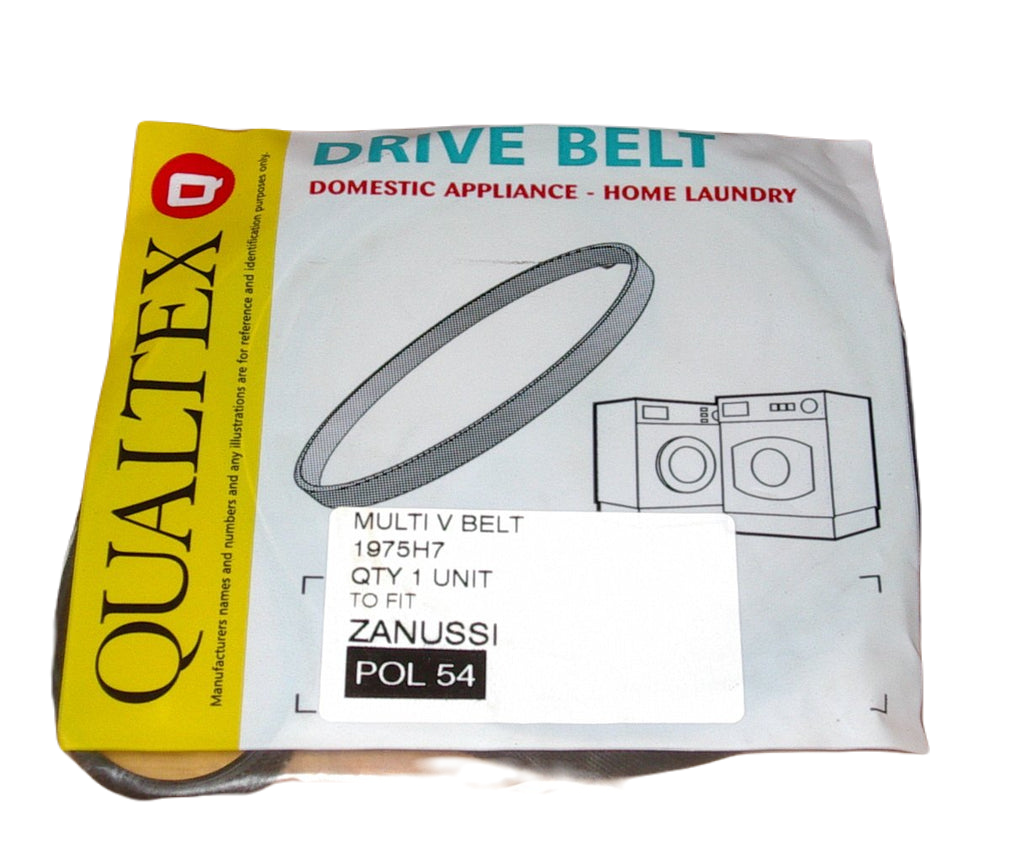 DRIVE BELT
DOMESTIC APPLIANCE - HOME LAUNDRY
Q
QUALTEX
Manufacturers names and numbers and any illustrations are for reference and identification purposes only.
MULTI V BELT
1975H7
QTY 1 UNIT
TO FIT
ZANUSSI
POL 54